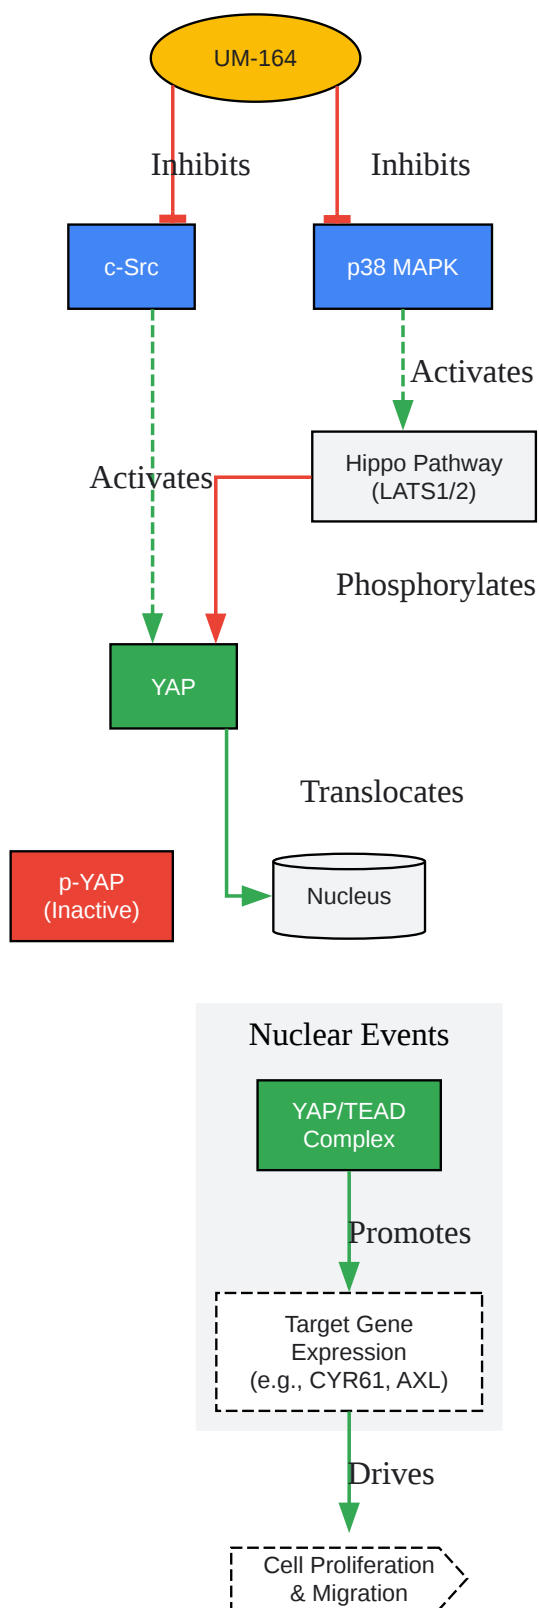 UM-164
Inhibits
Inhibits
c-Src
p38 MAPK
Activates
Hippo Pathway
(LATS1/2)
Activates
Phosphorylates
YAP
Translocates
p-YAP
(Inactive)
Nucleus
Nuclear Events
YAP/TEAD
Complex
Promotes
Target Gene
Expression
(e.g., CYR61, AXL)
Drives
Cell Proliferation
& Migration